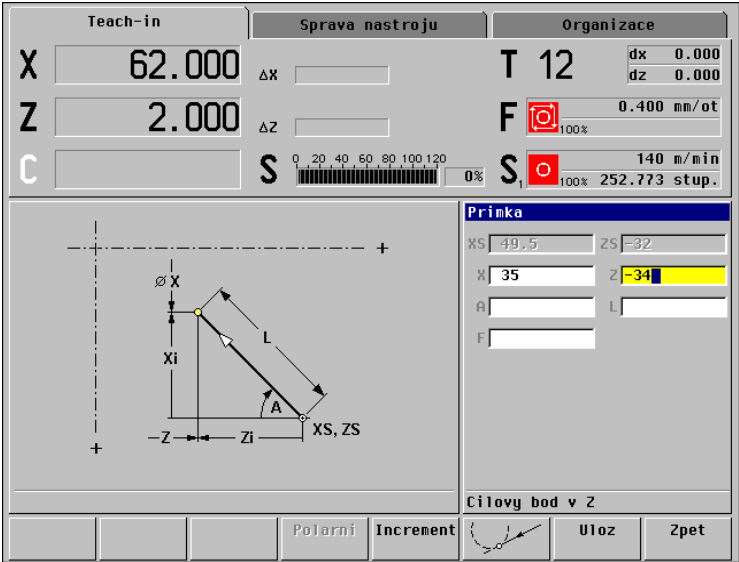 Teach-in
Sprava nastroju
Organizace
X 62.000 ΔX T 12 dx 0.000
dz 0.000
Z 2.000 ΔZ F 100% 0.400 mm/ot
C S 0 20 40 60 80 100 120 0% S1 100% 140 m/min
252.773 stup.
Primka
XS 49.5 ZS -32
X 35 Z -34
A L
F
Ø X
L
Xi
A
XS, ZS
Z Zi
Cilovy bod v Z
Polarni Increment Uloz Zpet